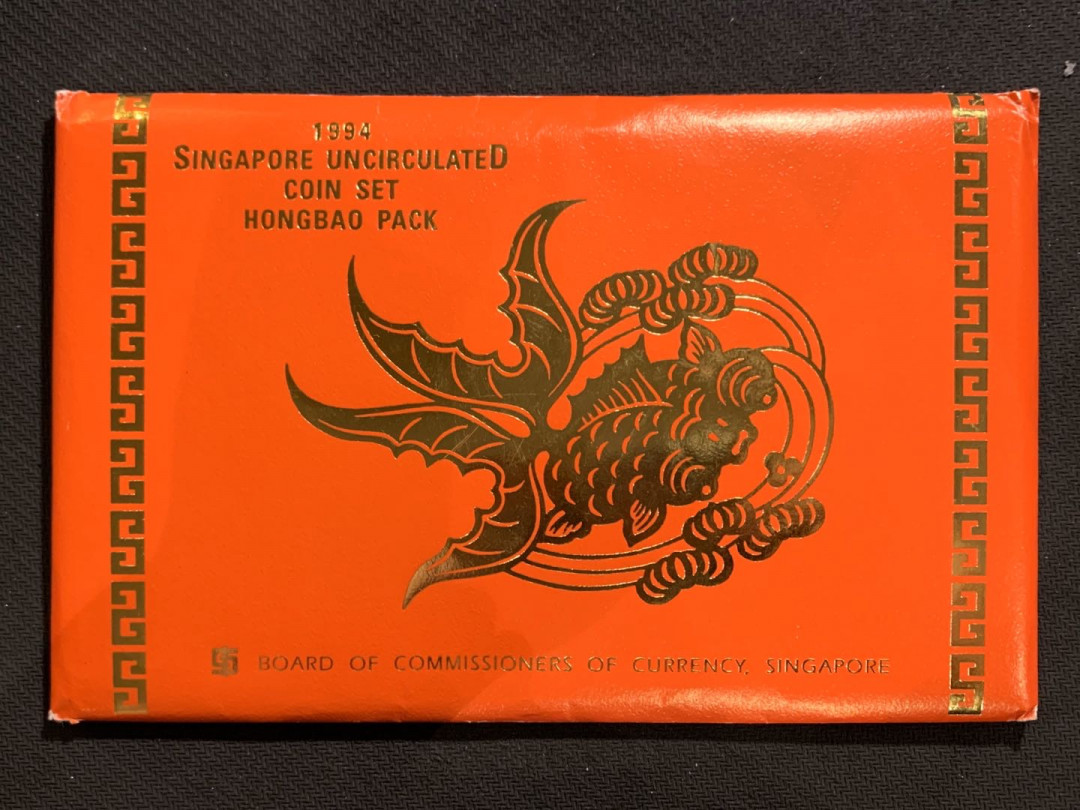 1994
SINGAPORE UNCIRCULATED
COIN SET
HONGBAO PACK
BOARD OF COMMISSIONERS OF CURRENCY, SINGAPORE